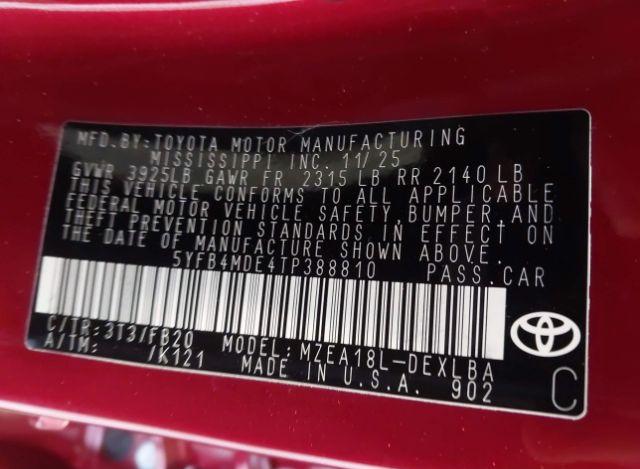 MFD.BY:TOYOTA MOTOR MANUFACTURING
MISSISSIPPI INC. 11/25
GVWR 3925LB GAWR FR 2315 LB RR 2140 LB
THIS VEHICLE CONFORMS TO ALL APPLICABLE
FEDERAL MOTOR VEHICLE SAFETY, BUMPER, AND
THEFT PREVENTION STANDARDS IN EFFECT ON
THE DATE OF MANUFACTURE SHOWN ABOVE.
5YFB4MDE4TP388810 PASS.CAR
C/TR:3T3/FB20 MODEL:MZEA18L-DEXLBA
A/TM: /K121 MADE IN U.S.A. 902
C